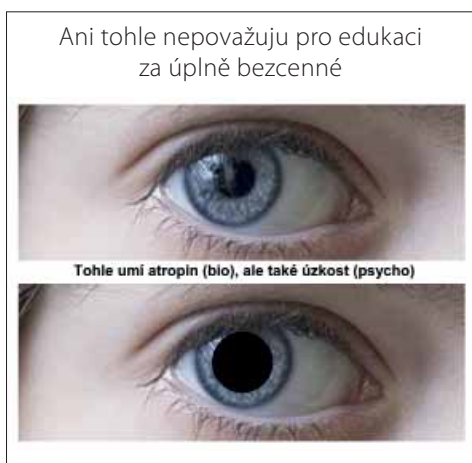 Ani tohle nepovažuju pro edukaci
za úplně bezcenné
Tohle umí atropin (bio), ale také úzkost (psycho)